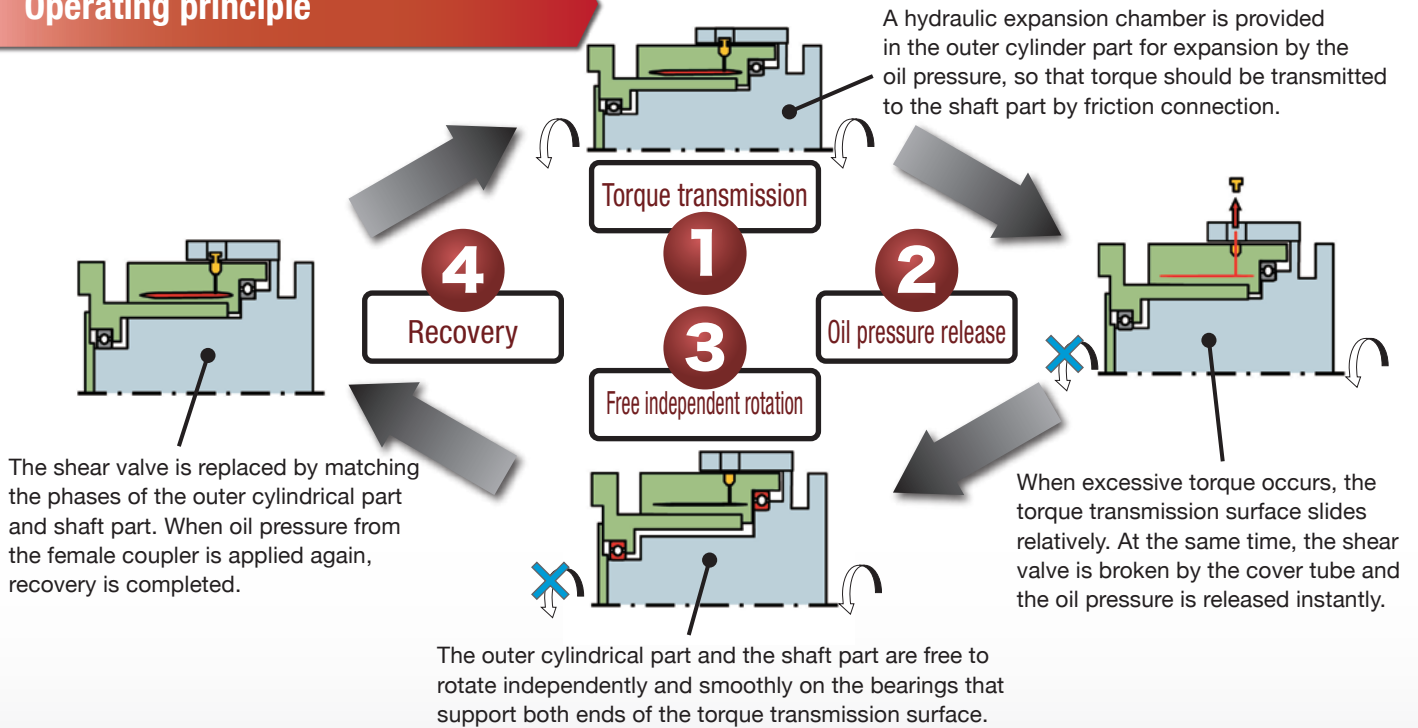 Operating principle
A hydraulic expansion chamber is provided
in the outer cylinder part for expansion by the
oil pressure, so that torque should be transmitted
to the shaft part by friction connection.
Torque transmission
1
2
Oil pressure release
When excessive torque occurs, the
torque transmission surface slides
relatively. At the same time, the shear
valve is broken by the cover tube and
the oil pressure is released instantly.
3
Free independent rotation
The outer cylindrical part and the shaft part are free to
rotate independently and smoothly on the bearings that
support both ends of the torque transmission surface.
4
Recovery
The shear valve is replaced by matching
the phases of the outer cylindrical part
and shaft part. When oil pressure from
the female coupler is applied again,
recovery is completed.